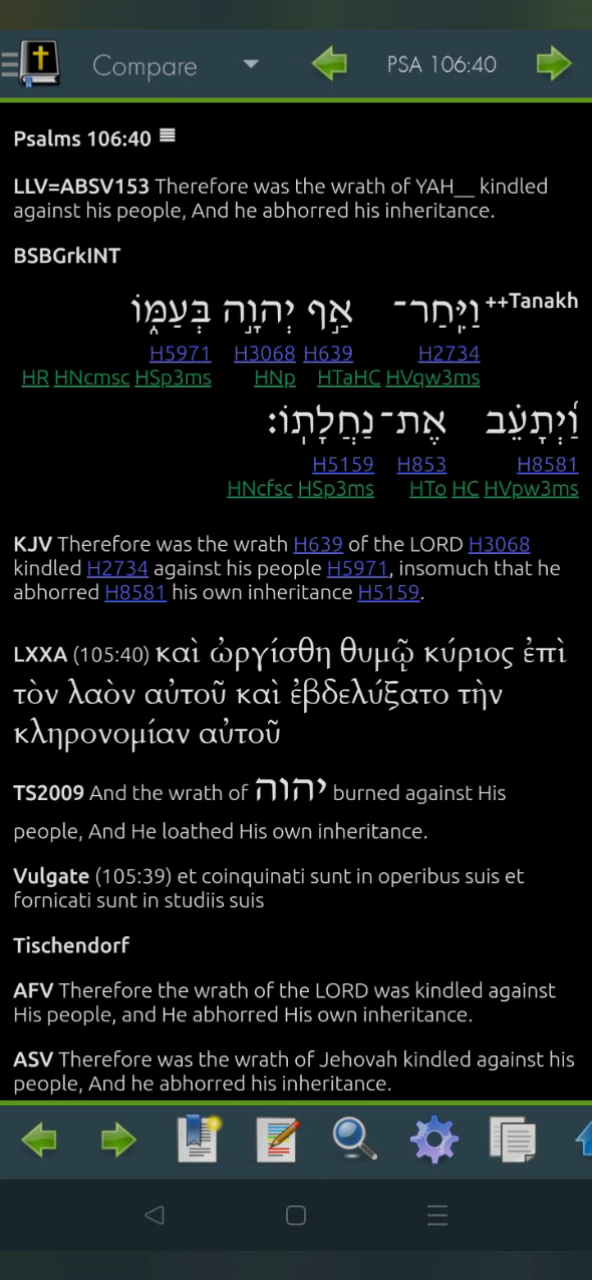 Compare
PSA 106:40
Psalms 106:40
LLV=ABSV153 Therefore was the wrath of YAH__ kindled
against his people, And he abhorred his inheritance.
BSBGrkINT
++Tanakh וַיִּֽחַר־ אַ֣ף יְהוָ֣ה בְּעַמּ֑וֹ
H5971 H3068 H639 H2734
HR HNcmsc HSp3ms HNp HTaHC HVqw3ms
וַ֝יְתָעֵ֗ב אֶת־נַחֲלָתֽוֹ׃
H5159 H853 H8581
HNcfsc HSp3ms HTo HC HVpw3ms
KJV Therefore was the wrath H639 of the LORD H3068
kindled H2734 against his people H5971, insomuch that he
abhorred H8581 his own inheritance H5159.
LXXA (105:40) καὶ ὠργίσθη θυμῷ κύριος ἐπὶ
τὸν λαὸν αὐτοῦ καὶ ἐβδελύξατο τὴν
κληρονομίαν αὐτοῦ
TS2009 And the wrath of יהוה burned against His
people, And He loathed His own inheritance.
Vulgate (105:39) et coinquinati sunt in operibus suis et
fornicati sunt in studiis suis
Tischendorf
AFV Therefore the wrath of the LORD was kindled against
His people, and He abhorred His own inheritance.
ASV Therefore was the wrath of Jehovah kindled against his
people, And he abhorred his inheritance.